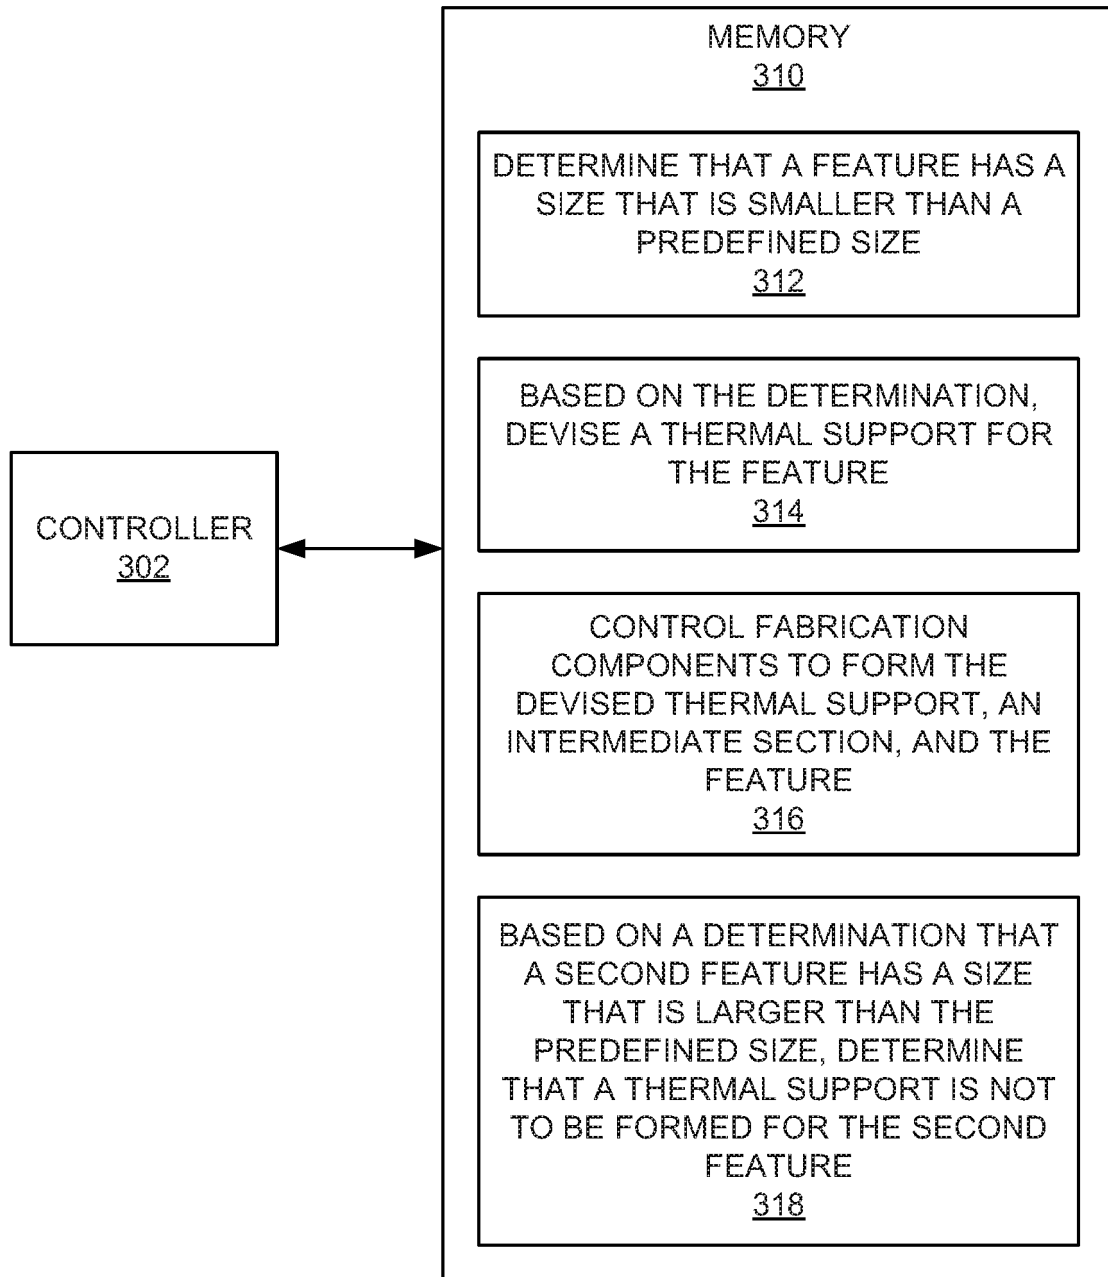 MEMORY
310
DETERMINE THAT A FEATURE HAS A
SIZE THAT IS SMALLER THAN A
PREDEFINED SIZE
312
BASED ON THE DETERMINATION,
DEVISE A THERMAL SUPPORT FOR
THE FEATURE
314
CONTROLLER
302
CONTROL FABRICATION
COMPONENTS TO FORM THE
DEVISED THERMAL SUPPORT, AN
INTERMEDIATE SECTION, AND THE
FEATURE
316
BASED ON A DETERMINATION THAT
A SECOND FEATURE HAS A SIZE
THAT IS LARGER THAN THE
PREDEFINED SIZE, DETERMINE
THAT A THERMAL SUPPORT IS NOT
TO BE FORMED FOR THE SECOND
FEATURE
318